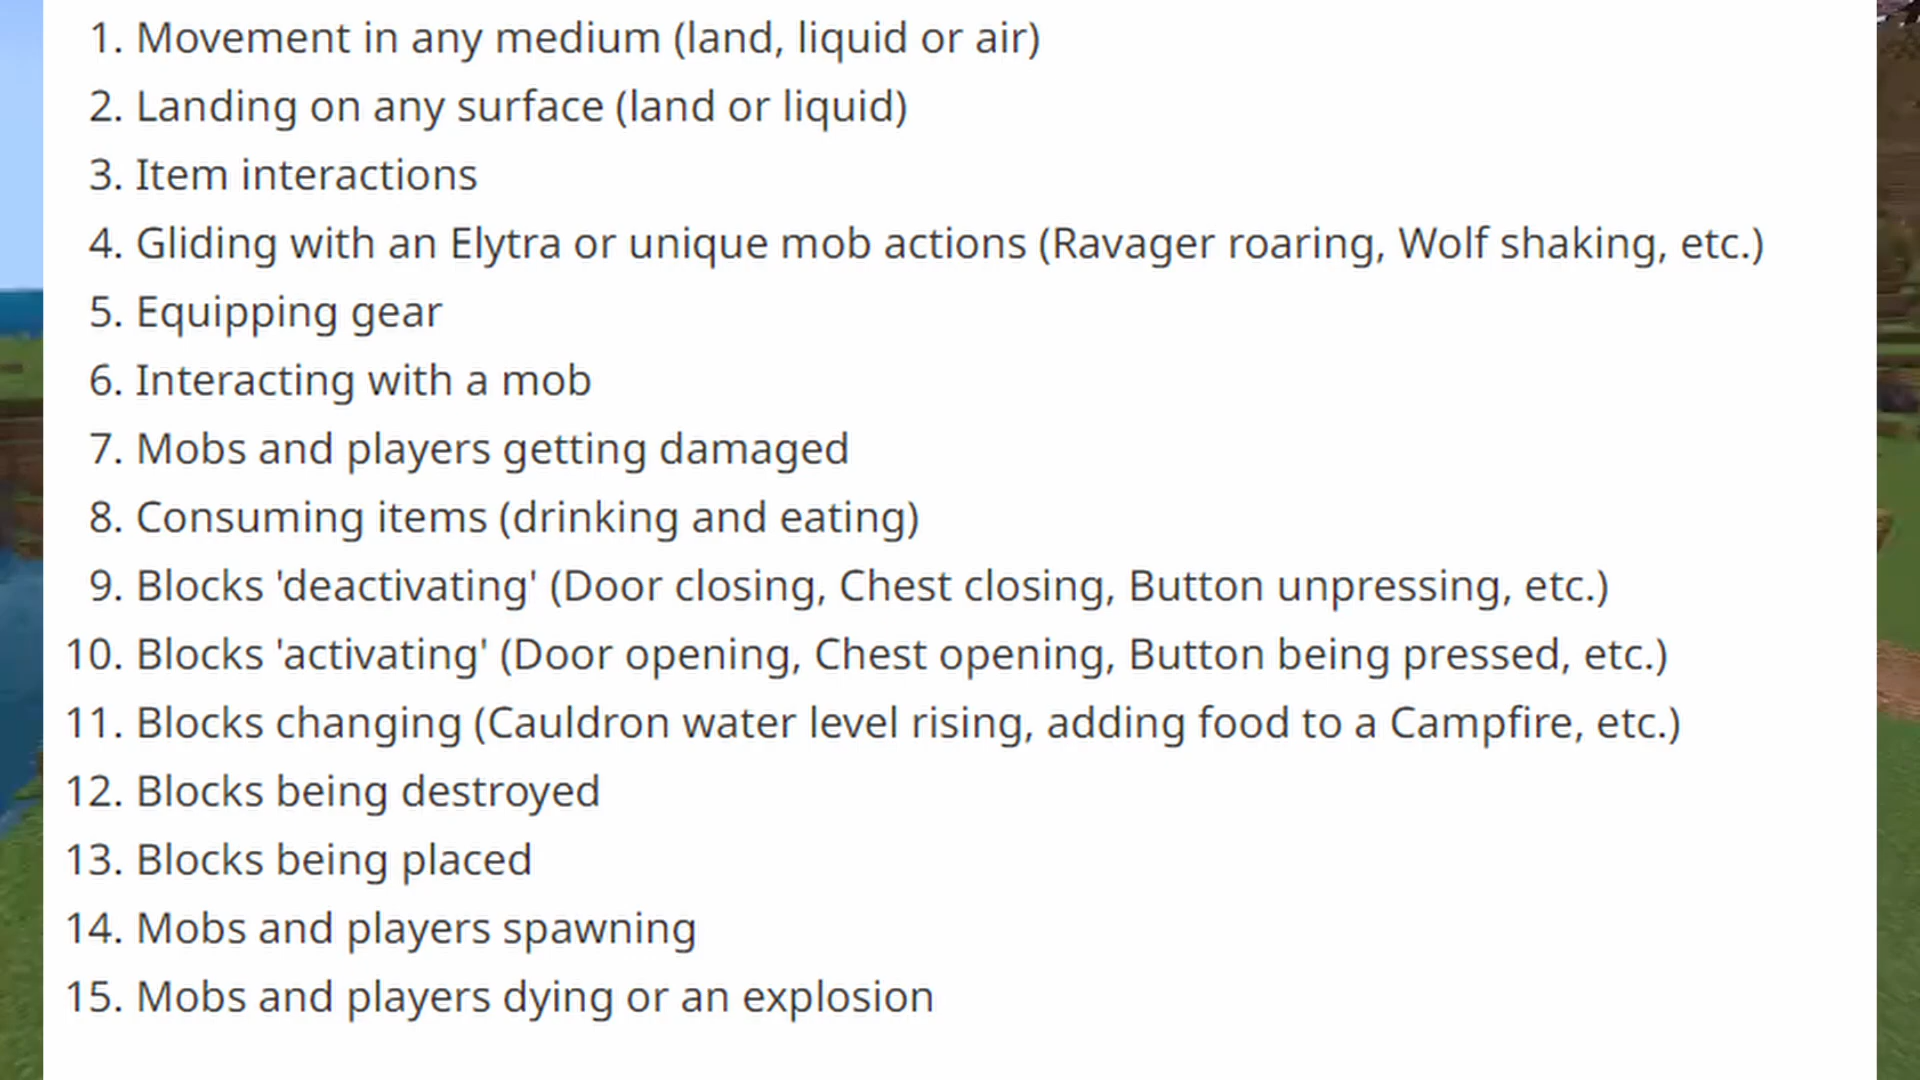 1. Movement in any medium (land, liquid or air)
2. Landing on any surface (land or liquid)
3. Item interactions
4. Gliding with an Elytra or unique mob actions (Ravager roaring, Wolf shaking, etc.)
5. Equipping gear
6. Interacting with a mob
7. Mobs and players getting damaged
8. Consuming items (drinking and eating)
9. Blocks 'deactivating' (Door closing, Chest closing, Button unpressing, etc.)
10. Blocks 'activating' (Door opening, Chest opening, Button being pressed, etc.)
11. Blocks changing (Cauldron water level rising, adding food to a Campfire, etc.)
12. Blocks being destroyed
13. Blocks being placed
14. Mobs and players spawning
15. Mobs and players dying or an explosion